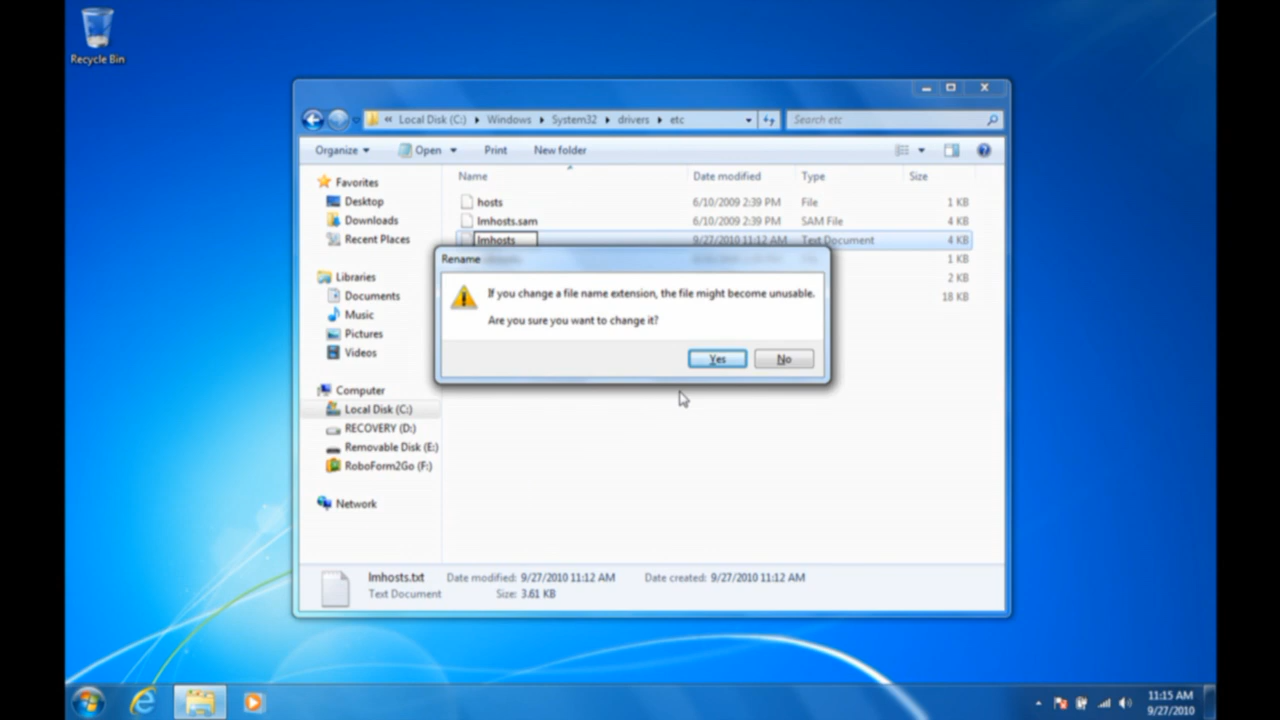 Recycle Bin
« Local Disk (C:) Windows System32 drivers etc
Search etc
Organize Open Print New folder
Name Date modified Type Size
Favorites
Desktop
Downloads
Recent Places
Libraries
Documents
Music
Pictures
Videos
Computer
Local Disk (C:)
RECOVERY (D:)
Removable Disk (E:)
RoboForm2Go (F:)
Network
hosts 6/10/2009 2:39 PM File 1 KB
lmhosts.sam 6/10/2009 2:39 PM SAM File 4 KB
lmhosts 9/27/2010 11:12 AM Text Document 4 KB
1 KB
2 KB
18 KB
Rename
If you change a file name extension, the file might become unusable.
Are you sure you want to change it?
Yes No
lmhosts.txt Date modified: 9/27/2010 11:12 AM Date created: 9/27/2010 11:12 AM
Text Document Size: 3.61 KB
11:15 AM
9/27/2010